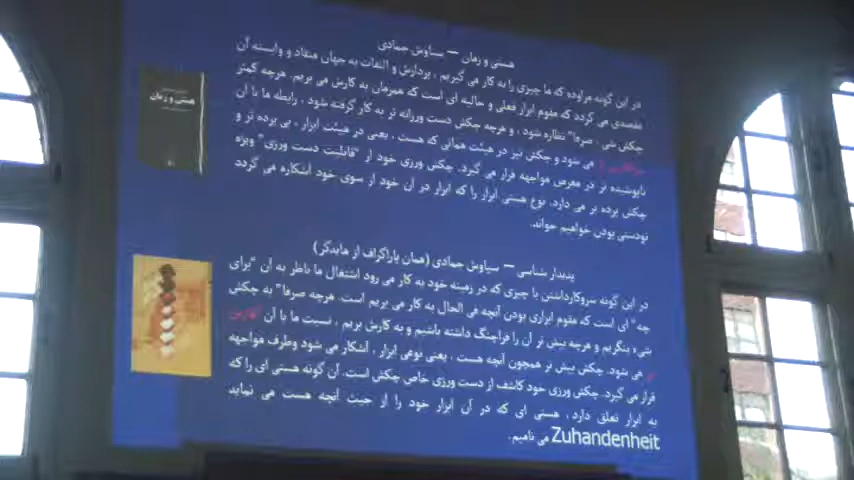 هستی و زمان — سیاوش جمادی
در این گونه مراوده که ما چیزی را به کار می گیریم ، پردازش و التفات به جهان منقاد و وابسته آن
مقصدی می گردد که مقوم ابزار فعلی و حالیه ای است که همزمان به کارش می بریم. هرچه کمتر
چکش شیء ، صرفا" نظاره شود ، و هرچه چکش دست ورزانه تر به کار گرفته شود ، رابطه ما با آن
می شود و چکش نیز در هیئت همانی که هست ، یعنی در هیئت ابزار ، بی پرده تر و
ناپوشیده تر در معرض مواجهه قرار می گیرد. چکش ورزی خود از "قابلیت دست ورزی" ویژه
چکش پرده بر می دارد. نوع هستی ابزار را که ابزار در آن خود از سوی خود آشکاره می گردد
تودستی بودن خواهیم خواند.
هستی و زمان
پدیدار شناسی — سیاوش جمادی (همان پاراگراف از هایدگر)
در این گونه سروکارداشتن با چیزی که در زمینه خود به کار می رود اشتغال ما ناظر به آن "برای
چه" ای است که مقوم ابزاری بودن آنچه فی الحال به کار می بریم است. هرچه صرفا" به چکش
شیء بنگریم و هرچه بیش تر آن را فراچنگ داشته باشیم و به کارش بریم ، نسبت ما با آن
می شود. چکش بیش تر همچون آنچه هست ، یعنی نوعی ابزار ، آشکار می شود وطرف مواجهه
قرار می گیرد. چکش ورزی خود کاشف از دست ورزی خاص چکش است. آن گونه هستی ای را که
به ابزار تعلق دارد، هستی ای که در آن ابزار خود را از حیث آنچه هست می نماید
Zuhandenheit می نامیم.